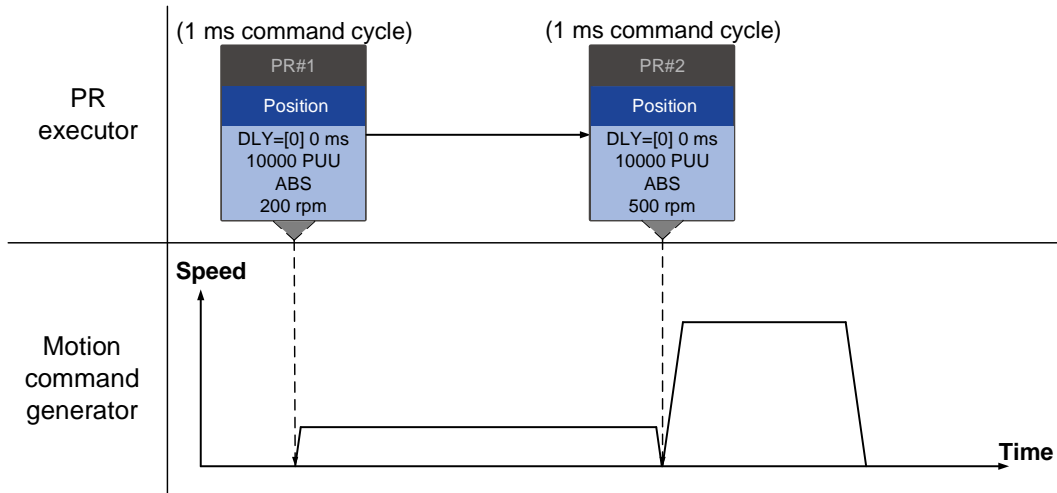 (1 ms command cycle)
(1 ms command cycle)
PR
executor
PR#1
Position
DLY=[0] 0 ms
10000 PUU
ABS
200 rpm
PR#2
Position
DLY=[0] 0 ms
10000 PUU
ABS
500 rpm
Motion
command
generator
Speed
Time